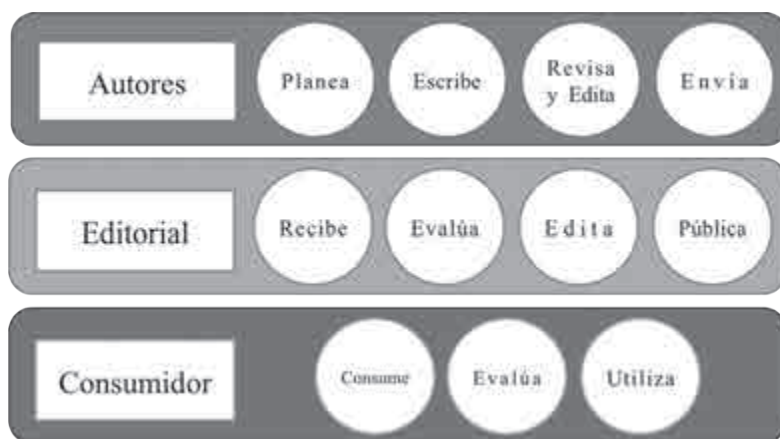 Autores
Planea
Escribe
Revisa
y Edita
Envía
Editorial
Recibe
Evalúa
Edita
Pública
Consumidor
Consume
Evalúa
Utiliza